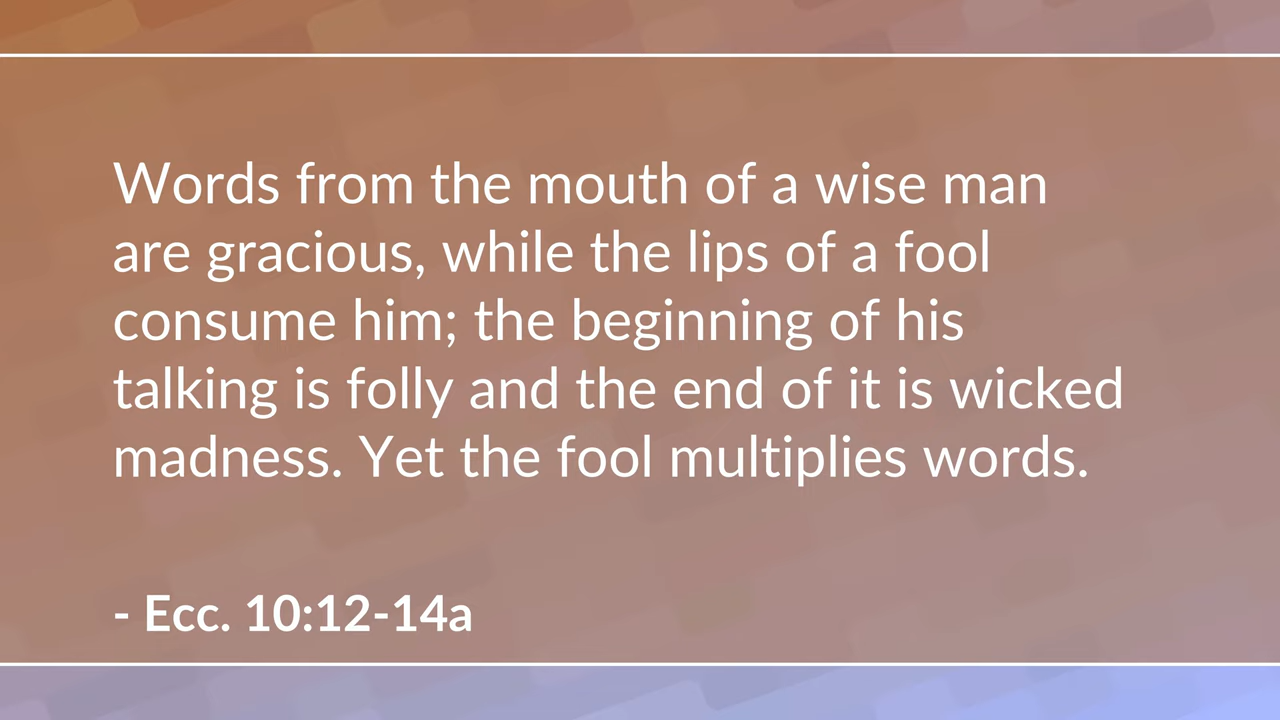 Words from the mouth of a wise man
are gracious, while the lips of a fool
consume him; the beginning of his
talking is folly and the end of it is wicked
madness. Yet the fool multiplies words.
- Ecc. 10:12-14a